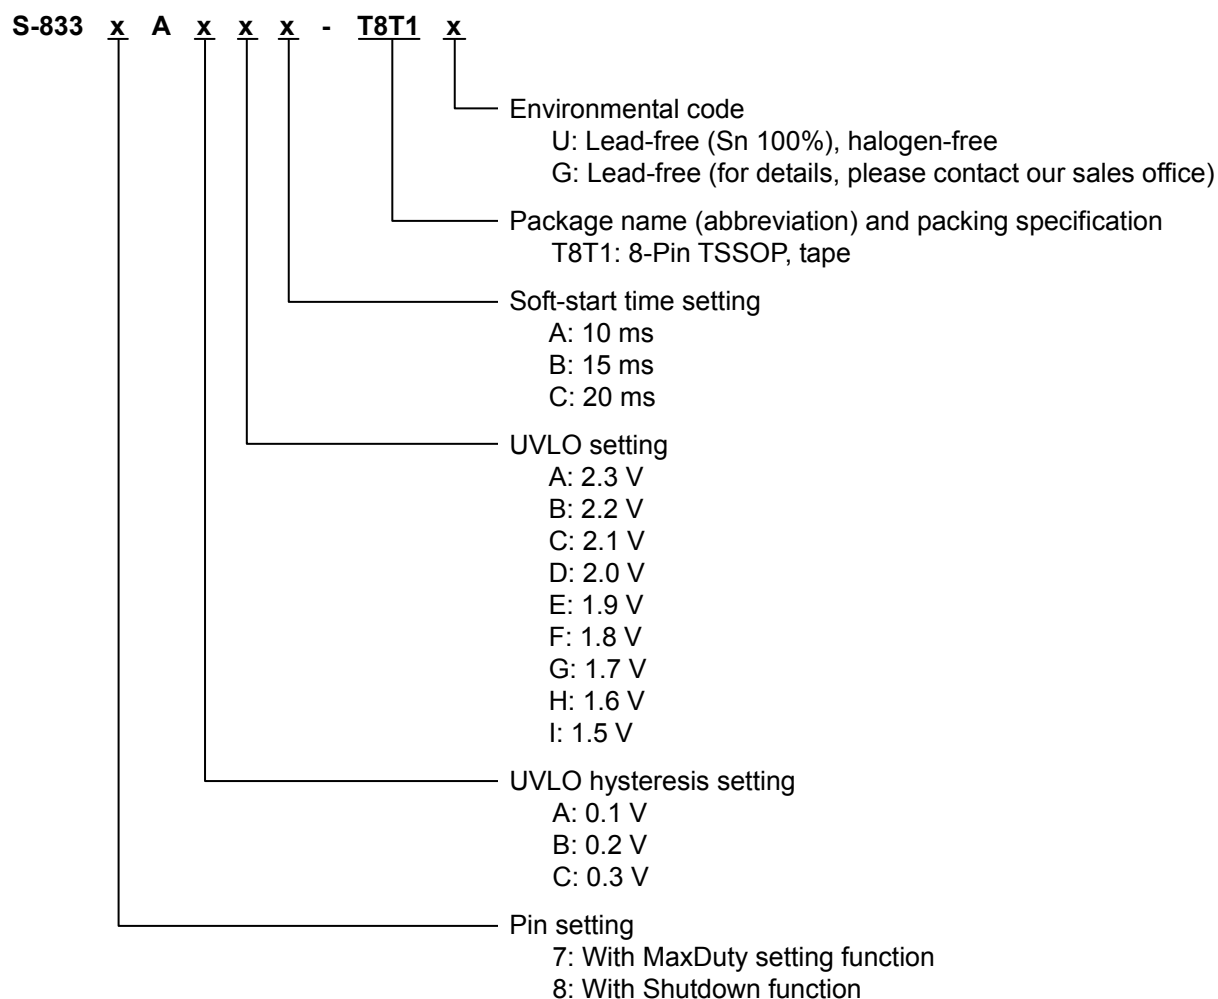 S-833 x A x x x - T8T1 x
Environmental code
U: Lead-free (Sn 100%), halogen-free
G: Lead-free (for details, please contact our sales office)
Package name (abbreviation) and packing specification
T8T1: 8-Pin TSSOP, tape
Soft-start time setting
A: 10 ms
B: 15 ms
C: 20 ms
UVLO setting
A: 2.3 V
B: 2.2 V
C: 2.1 V
D: 2.0 V
E: 1.9 V
F: 1.8 V
G: 1.7 V
H: 1.6 V
I: 1.5 V
UVLO hysteresis setting
A: 0.1 V
B: 0.2 V
C: 0.3 V
Pin setting
7: With MaxDuty setting function
8: With Shutdown function